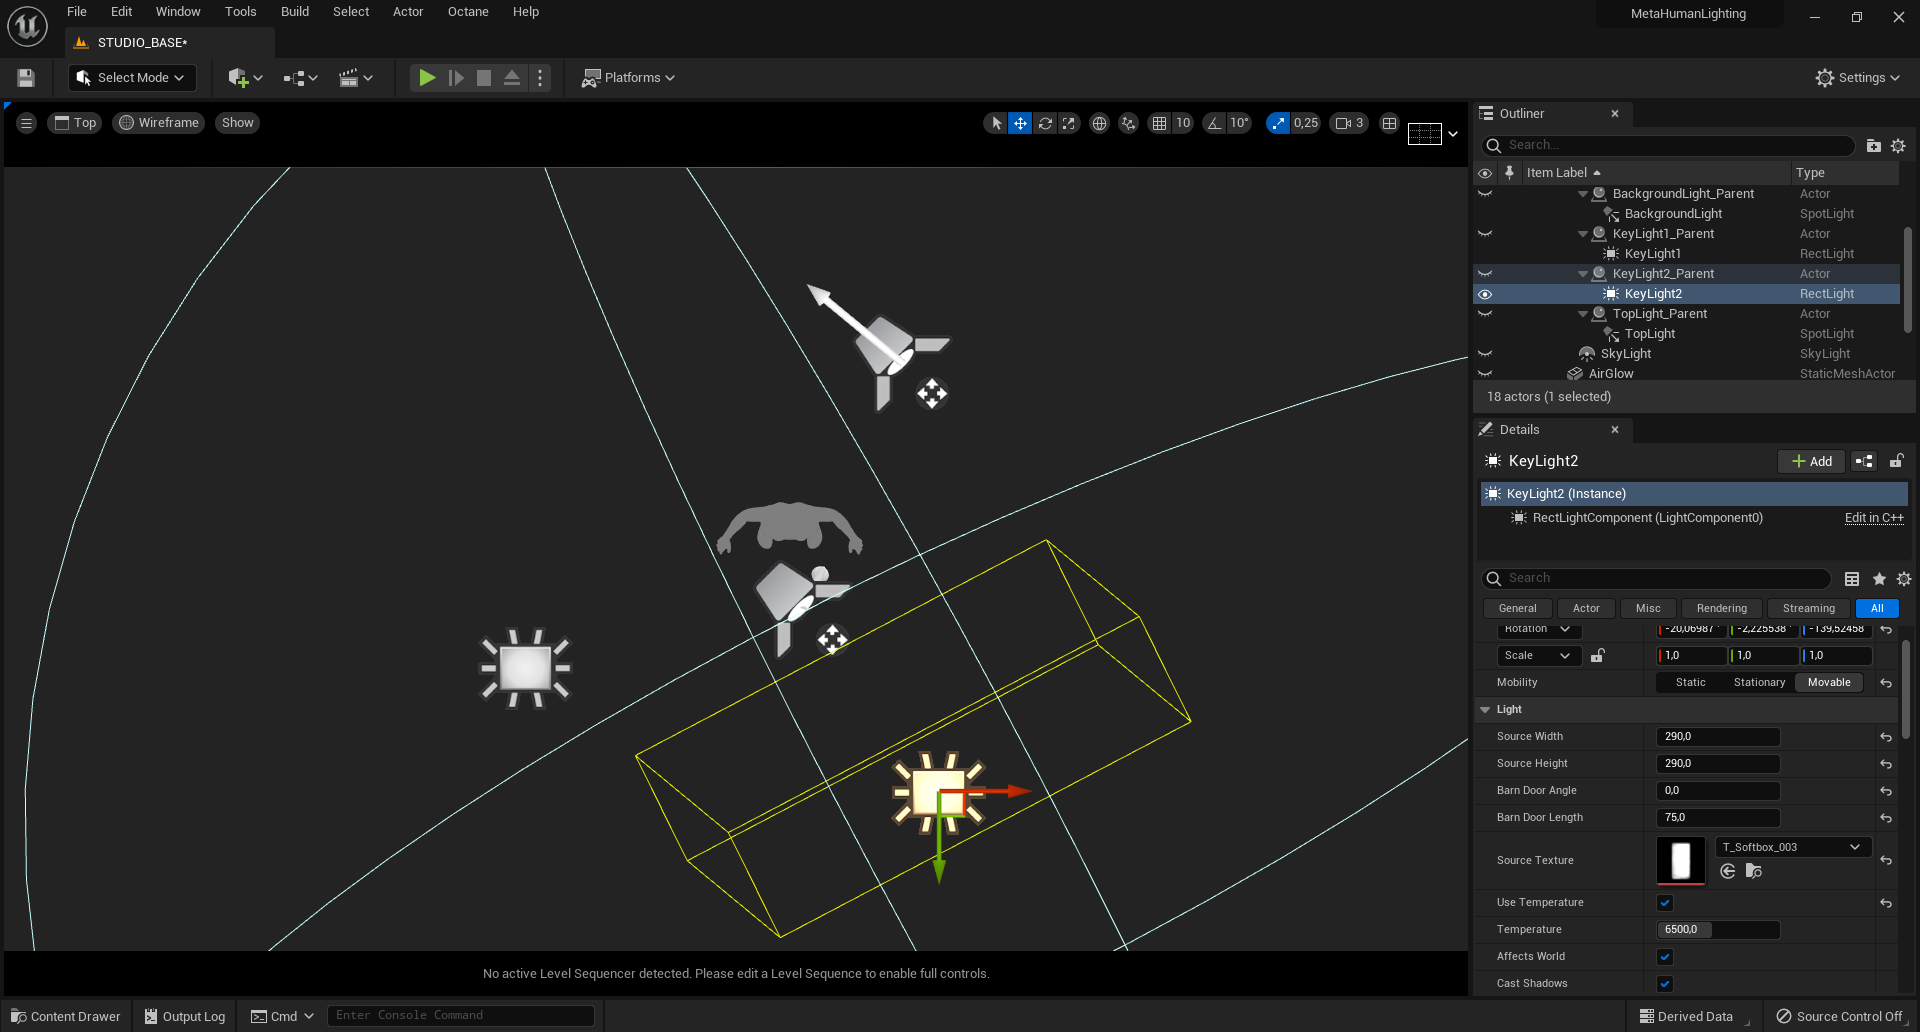 File Edit Window Tools Build Select Actor Octane Help
MetaHumanLighting
STUDIO_BASE*
Select Mode
Platforms
Settings
Top Wireframe Show
10 10° 0,25 3
No active Level Sequencer detected. Please edit a Level Sequence to enable full controls.
Outliner
Search...
Item Label Type
BackgroundLight_Parent Actor
BackgroundLight SpotLight
KeyLight1_Parent Actor
KeyLight1 RectLight
KeyLight2_Parent Actor
KeyLight2 RectLight
TopLight_Parent Actor
TopLight SpotLight
SkyLight SkyLight
AirGlow StaticMeshActor
18 actors (1 selected)
Details
KeyLight2
Add
KeyLight2 (Instance)
RectLightComponent (LightComponent0) Edit in C++
Search
General Actor Misc Rendering Streaming All
Rotation -20,06987° -2,225538° -139,52458
Scale 1,0 1,0 1,0
Mobility Static Stationary Movable
Light
Source Width 290,0
Source Height 290,0
Barn Door Angle 0,0
Barn Door Length 75,0
Source Texture T_Softbox_003
Use Temperature
Temperature 6500,0
Affects World
Cast Shadows
Content Drawer Output Log Cmd Enter Console Command
Derived Data Source Control Off